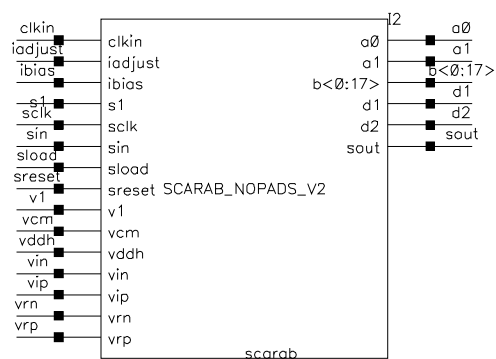 I2
clkin clkin a0 a0
iadjust iadjust a1 a1
ibias ibias b<0:17> b<0:17>
s1 s1 d1 d1
sclk sclk d2 d2
sin sin sout sout
sload sload
sreset sreset SCARAB_NOPADS_V2
v1 v1
vcm vcm
vddh vddh
vin vin
vip vip
vrn vrn
vrp vrp
scarab